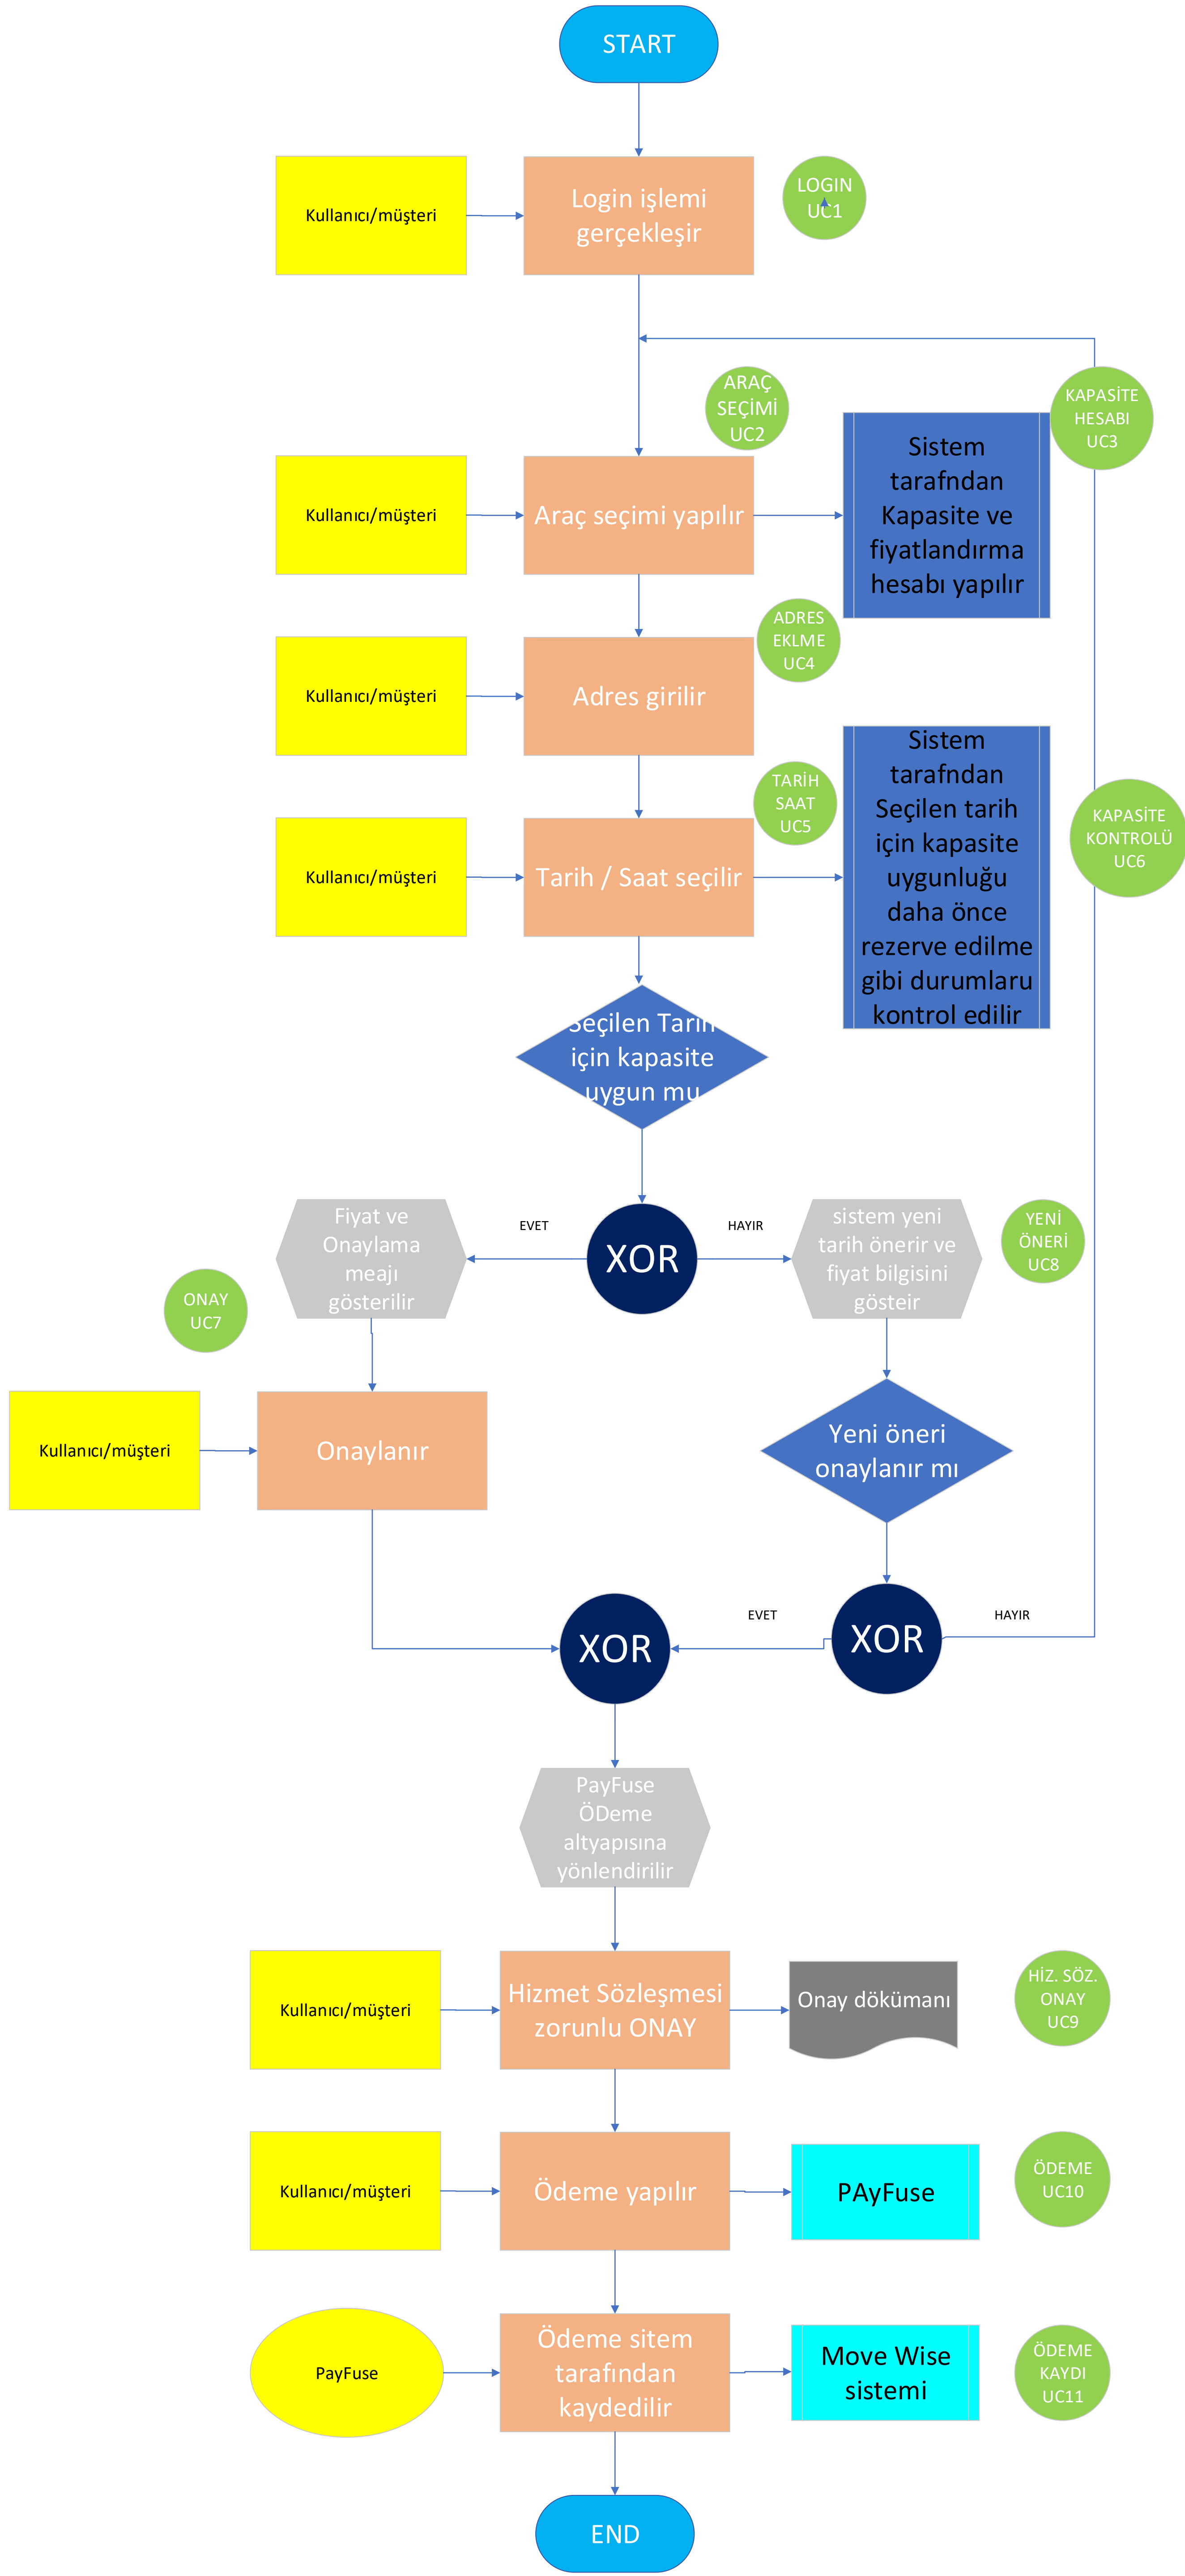 START
Kullanıcı/müşteri
Login işlemi
gerçekleşir
LOGIN
UC1
ARAÇ
SEÇİMİ
UC2
KAPASİTE
HESABI
UC3
Kullanıcı/müşteri
Araç seçimi yapılır
Sistem
tarafndan
Kapasite ve
fiyatlandırma
hesabı yapılır
ADRES
EKLME
UC4
Kullanıcı/müşteri
Adres girilir
TARİH
SAAT
UC5
Kullanıcı/müşteri
Tarih / Saat seçilir
Sistem
tarafndan
Seçilen tarih
için kapasite
uygunluğu
daha önce
rezerve edilme
gibi durumlaru
kontrol edilir
KAPASİTE
KONTROLÜ
UC6
Seçilen Tarih
için kapasite
uygun mu
Fiyat ve
Onaylama
meajı
gösterilir
EVET
XOR
HAYIR
sistem yeni
tarih önerir ve
fiyat bilgisini
gösteir
YENİ
ÖNERİ
UC8
ONAY
UC7
Kullanıcı/müşteri
Onaylanır
Yeni öneri
onaylanır mı
XOR
EVET
XOR
HAYIR
PayFuse
ÖDeme
altyapısına
yönlendirilir
Kullanıcı/müşteri
Hizmet Sözleşmesi
zorunlu ONAY
Onay dökümanı
HİZ. SÖZ.
ONAY
UC9
Kullanıcı/müşteri
Ödeme yapılır
PAyFuse
ÖDEME
UC10
PayFuse
Ödeme sitem
tarafından
kaydedilir
Move Wise
sistemi
ÖDEME
KAYDI
UC11
END